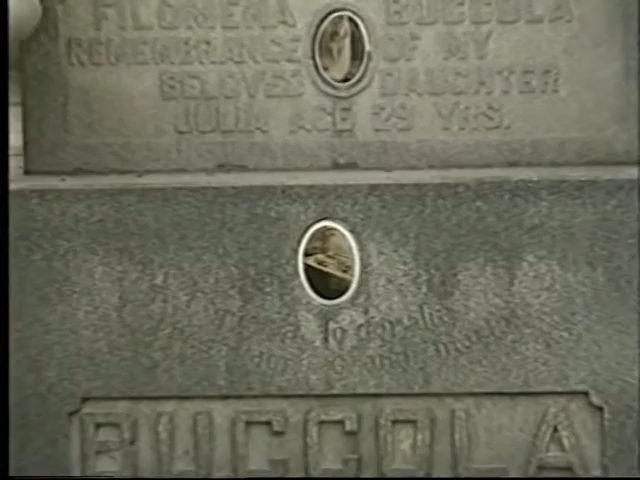 FILOMENA BUCCOLA
REMEMBRANCE OF MY
BELOVED DAUGHTER
JULIA AGE 29 YRS.
BUCCOLA